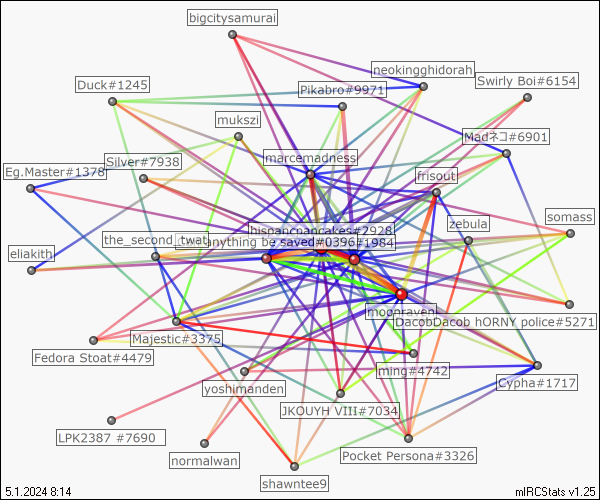 bigcitysamurai
neokingghidorah
Swirly Boi#6154
Duck#1245
Pikabro#9971
mukszi
Madネコ#6901
marcemadness
Silver#7938
Eg.Master#1378
frisout
somass
zebula
hispancpancakes#2928
the_second_twat
anything be saved#0396#1984
eliakith
moonraven
DacobDacob hORNY police#5271
Majestic#3375
Fedora Stoat#4479
ming#4742
Cypha#1717
yoshimanden
JKOUYH VIII#7034
LPK2387 #7690
normalwan
Pocket Persona#3326
shawntee9
5.1.2024 8:14
mIRCStats v1.25